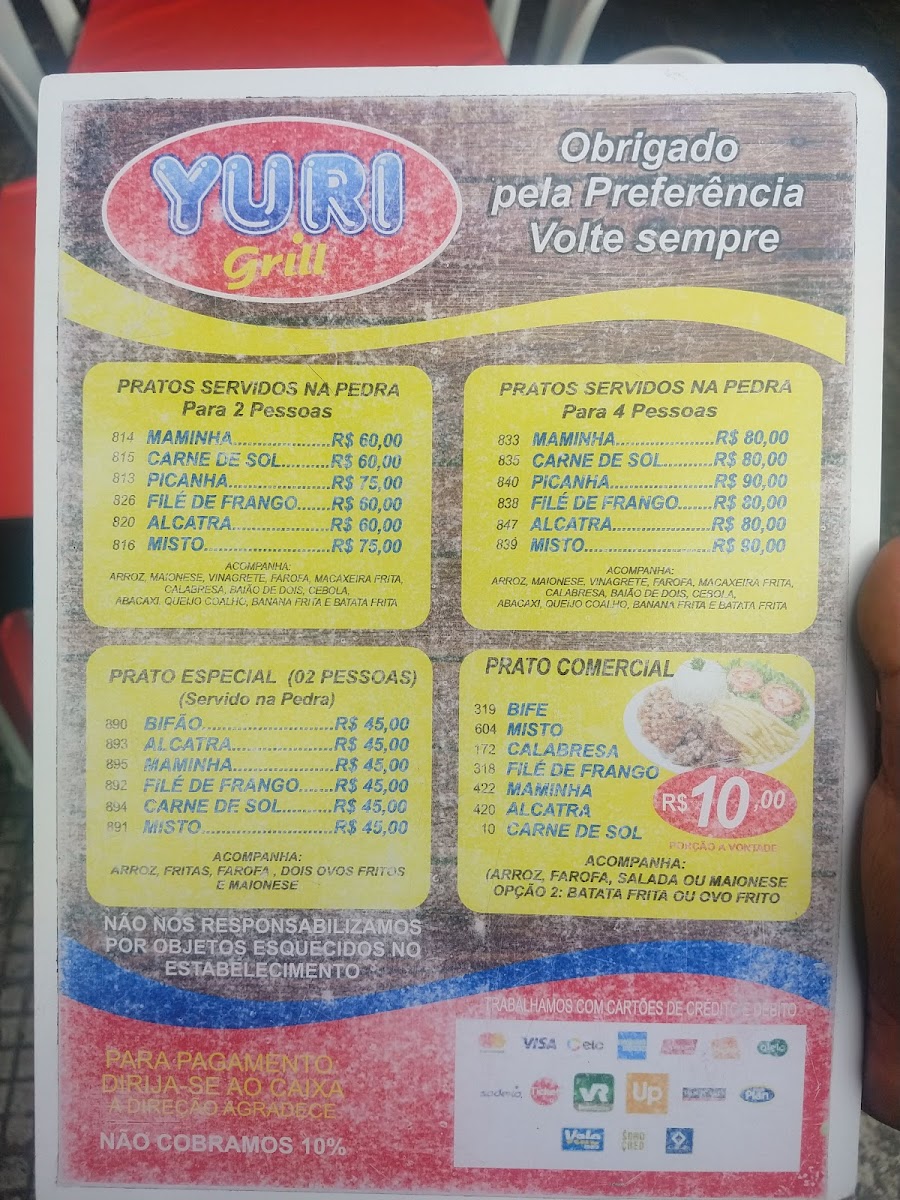 YURI
Grill
Obrigado
pela Preferência
Volte sempre
PRATOS SERVIDOS NA PEDRA
Para 2 Pessoas
814 MAMINHA..............R$ 60,00
815 CARNE DE SOL.........R$ 60,00
813 PICANHA..................R$ 75,00
826 FILÉ DE FRANGO.......R$ 60,00
820 ALCATRA..................R$ 60,00
816 MISTO.......................R$ 75,00
ACOMPANHA:
ARROZ, MAIONESE, VINAGRETE, FAROFA, MACAXEIRA FRITA,
CALABRESA, BAIÃO DE DOIS, CEBOLA,
ABACAXI, QUEIJO COALHO, BANANA FRITA E BATATA FRITA
PRATOS SERVIDOS NA PEDRA
Para 4 Pessoas
833 MAMINHA..................R$ 80,00
835 CARNE DE SOL.........R$ 80,00
840 PICANHA..................R$ 90,00
838 FILÉ DE FRANGO.......R$ 80,00
847 ALCATRA..................R$ 80,00
839 MISTO.......................R$ 90,00
ACOMPANHA:
ARROZ, MAIONESE, VINAGRETE, FAROFA, MACAXEIRA FRITA,
CALABRESA, BAIÃO DE DOIS, CEBOLA,
ABACAXI, QUEIJO COALHO, BANANA FRITA E BATATA FRITA
PRATO ESPECIAL (02 PESSOAS)
(Servido na Pedra)
890 BIFÃO.......................R$ 45,00
893 ALCATRA..................R$ 45,00
895 MAMINHA..................R$ 45,00
892 FILÉ DE FRANGO.......R$ 45,00
894 CARNE DE SOL.........R$ 45,00
891 MISTO.......................R$ 45,00
ACOMPANHA:
ARROZ, FRITAS, FAROFA , DOIS OVOS FRITOS
E MAIONESE
PRATO COMERCIAL
319 BIFE
604 MISTO
172 CALABRESA
318 FILÉ DE FRANGO
422 MAMINHA
420 ALCATRA
10 CARNE DE SOL
R$ 10,00
PORÇÃO A VONTADE
ACOMPANHA:
(ARROZ, FAROFA, SALADA OU MAIONESE
OPÇÃO 2: BATATA FRITA OU OVO FRITO
NÃO NOS RESPONSABILIZAMOS
POR OBJETOS ESQUECIDOS NO
ESTABELECIMENTO
TRABALHAMOS COM CARTÕES DE CRÉDITO E DÉBITO
VISA elo alelo
sodexo Ticket VR Up Plan
Vale
PARA PAGAMENTO.
DIRIJA-SE AO CAIXA
A DIREÇÃO AGRADECE
NÃO COBRAMOS 10%